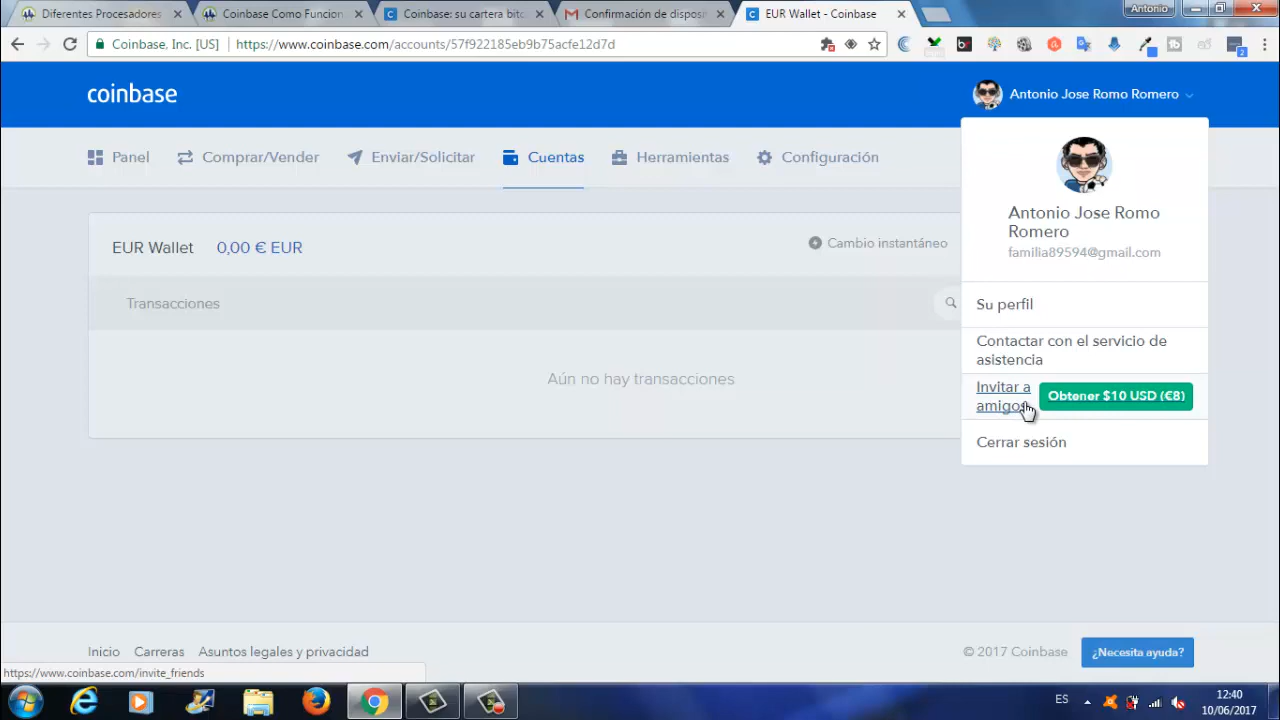 Diferentes Procesadores
Coinbase Como Funcion
Coinbase: su cartera bitc
Confirmación de disposi
EUR Wallet - Coinbase
Antonio
Coinbase, Inc. [US]
https://www.coinbase.com/accounts/57f922185eb9b75acfe12d7d
coinbase
Antonio Jose Romo Romero
Panel
Comprar/Vender
Enviar/Solicitar
Cuentas
Herramientas
Configuración
Antonio Jose Romo
Romero
familia89594@gmail.com
EUR Wallet 0,00 € EUR
Cambio instantáneo
Transacciones
Aún no hay transacciones
Su perfil
Contactar con el servicio de
asistencia
Invitar a
amigos
Obtener $10 USD (€8)
Cerrar sesión
Inicio
Carreras
Asuntos legales y privacidad
© 2017 Coinbase
¿Necesita ayuda?
https://www.coinbase.com/invite_friends
ES
12:40
10/06/2017